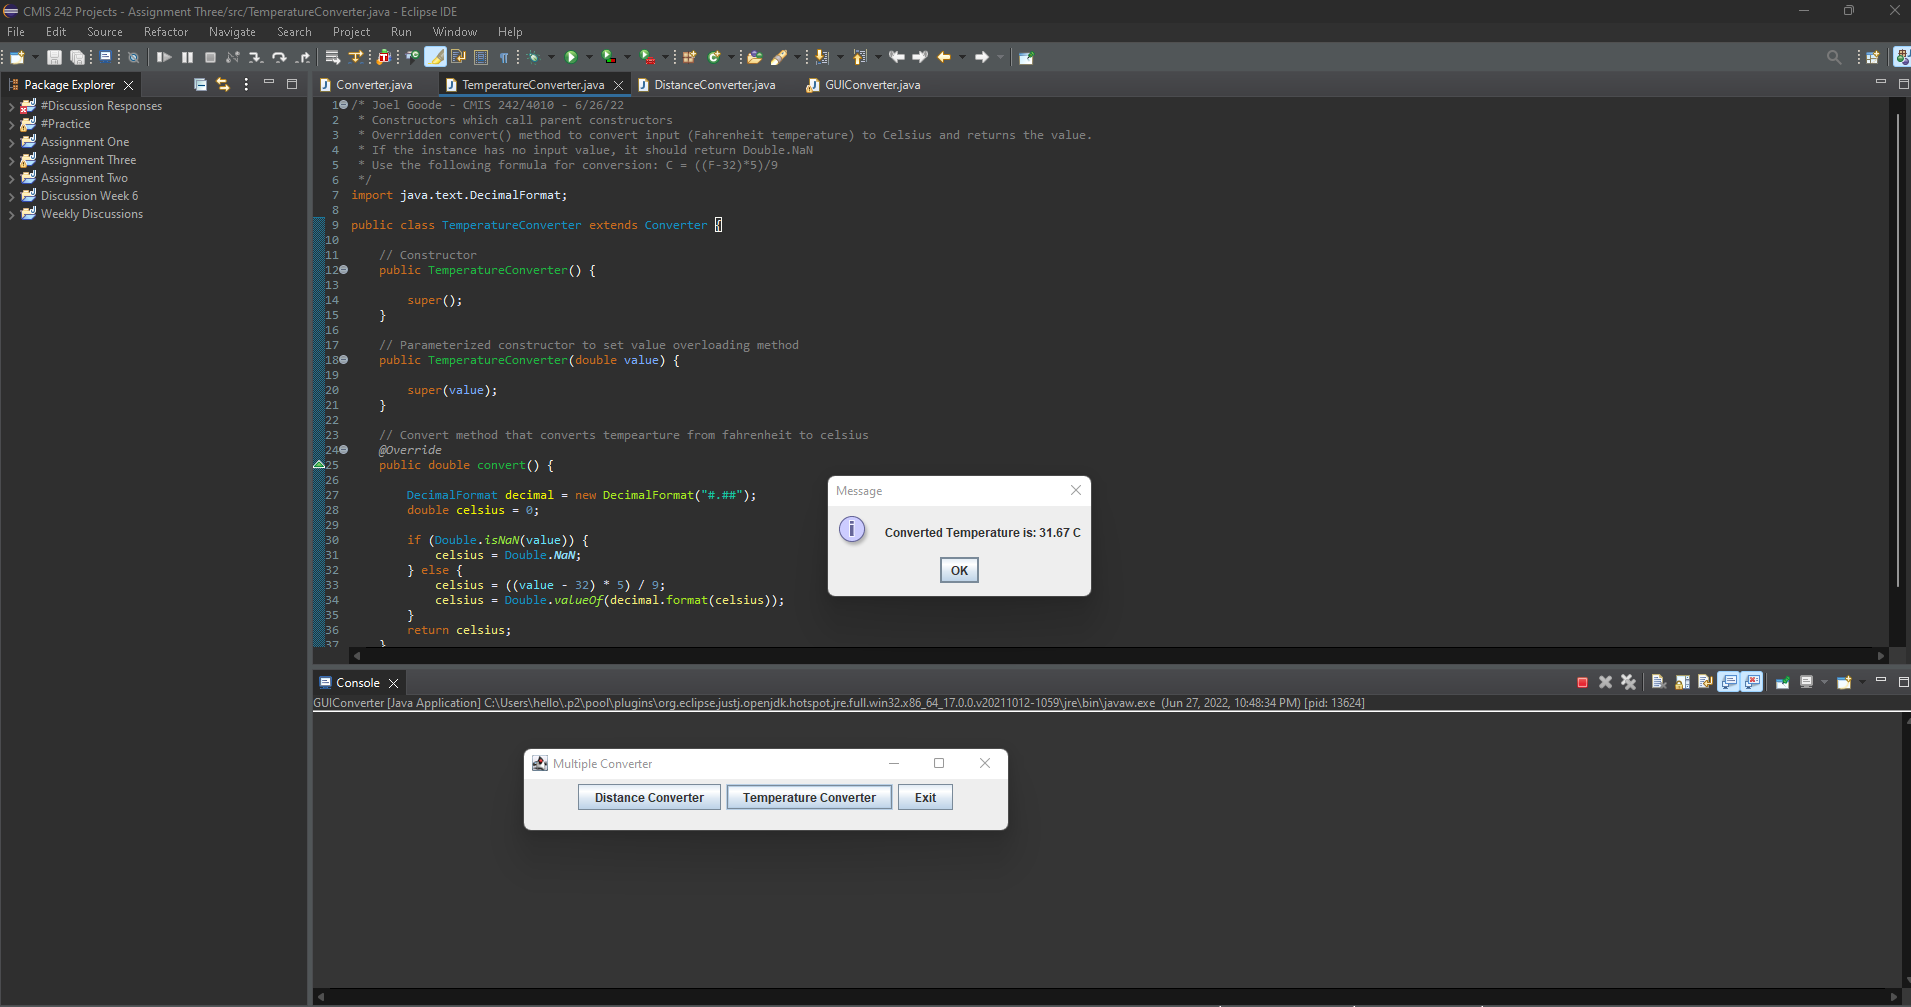 CMIS 242 Projects - Assignment Three/src/TemperatureConverter.java - Eclipse IDE
File Edit Source Refactor Navigate Search Project Run Window Help
Package Explorer
#Discussion Responses
#Practice
Assignment One
Assignment Three
Assignment Two
Discussion Week 6
Weekly Discussions
Converter.java TemperatureConverter.java DistanceConverter.java GUIConverter.java
1 /* Joel Goode - CMIS 242/4010 - 6/26/22
2 * Constructors which call parent constructors
3 * Overridden convert() method to convert input (Fahrenheit temperature) to Celsius and returns the value.
4 * If the instance has no input value, it should return Double.NaN
5 * Use the following formula for conversion: C = ((F-32)*5)/9
6 */
7 import java.text.DecimalFormat;
8
9 public class TemperatureConverter extends Converter {
10
11 // Constructor
12 public TemperatureConverter() {
13
14 super();
15 }
16
17 // Parameterized constructor to set value overloading method
18 public TemperatureConverter(double value) {
19
20 super(value);
21 }
22
23 // Convert method that converts tempearture from fahrenheit to celsius
24 @Override
25 public double convert() {
26
27 DecimalFormat decimal = new DecimalFormat("#.##");
28 double celsius = 0;
29
30 if (Double.isNaN(value)) {
31 celsius = Double.NaN;
32 } else {
33 celsius = ((value - 32) * 5) / 9;
34 celsius = Double.valueOf(decimal.format(celsius));
35 }
36 return celsius;
37 }
Message
Converted Temperature is: 31.67 C
OK
Console
GUIConverter [Java Application] C:\Users\hello\.p2\pool\plugins\org.eclipse.justj.openjdk.hotspot.jre.full.win32.x86_64_17.0.0.v20211012-1059\jre\bin\javaw.exe (Jun 27, 2022, 10:48:34 PM) [pid: 13624]
Multiple Converter
Distance Converter Temperature Converter Exit